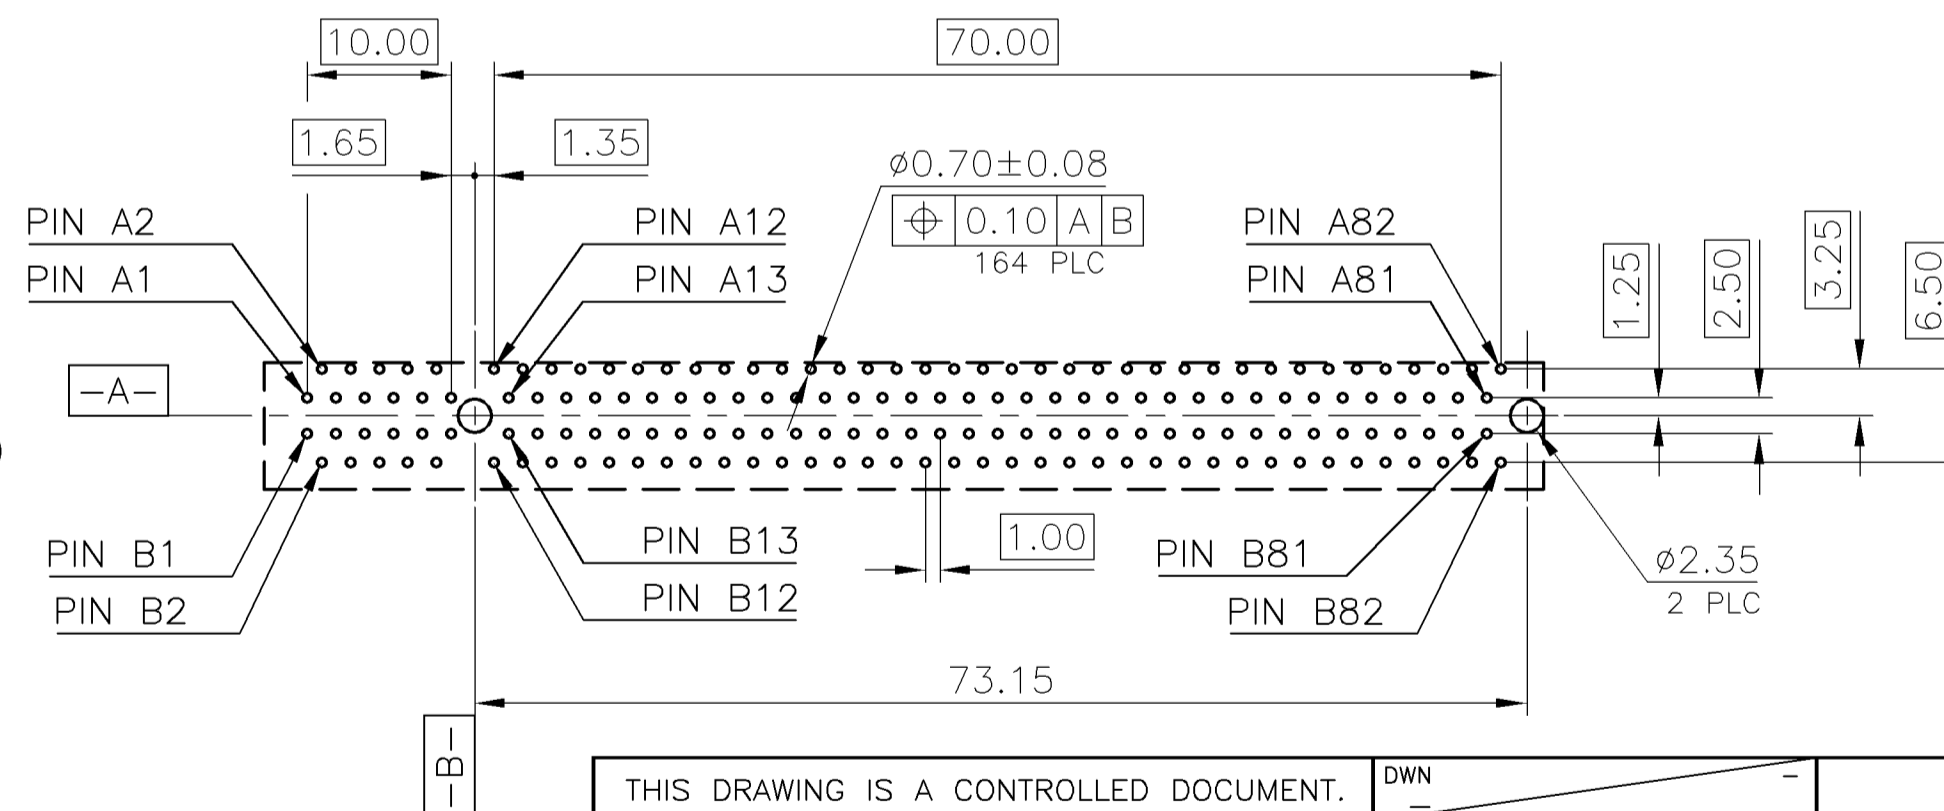 10.00
70.00
1.65
1.35
ø0.70±0.08
⌖ 0.10 A B
164 PLC
PIN A2
PIN A12
PIN A82
PIN A1
PIN A13
PIN A81
1.25
2.50
3.25
6.50
-A-
PIN B1
PIN B13
1.00
PIN B81
ø2.35
2 PLC
PIN B2
PIN B12
PIN B82
73.15
-B-
THIS DRAWING IS A CONTROLLED DOCUMENT.
DWN
-
-